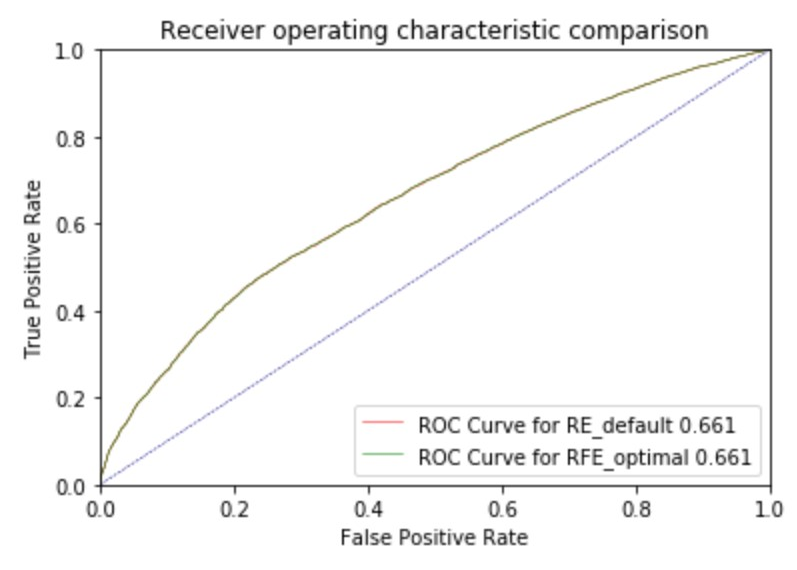 Receiver operating characteristic comparison
1.0
0.8
0.6
0.4
0.2
0.0
True Positive Rate
ROC Curve for RE_default 0.661
ROC Curve for RFE_optimal 0.661
0.0 0.2 0.4 0.6 0.8 1.0
False Positive Rate